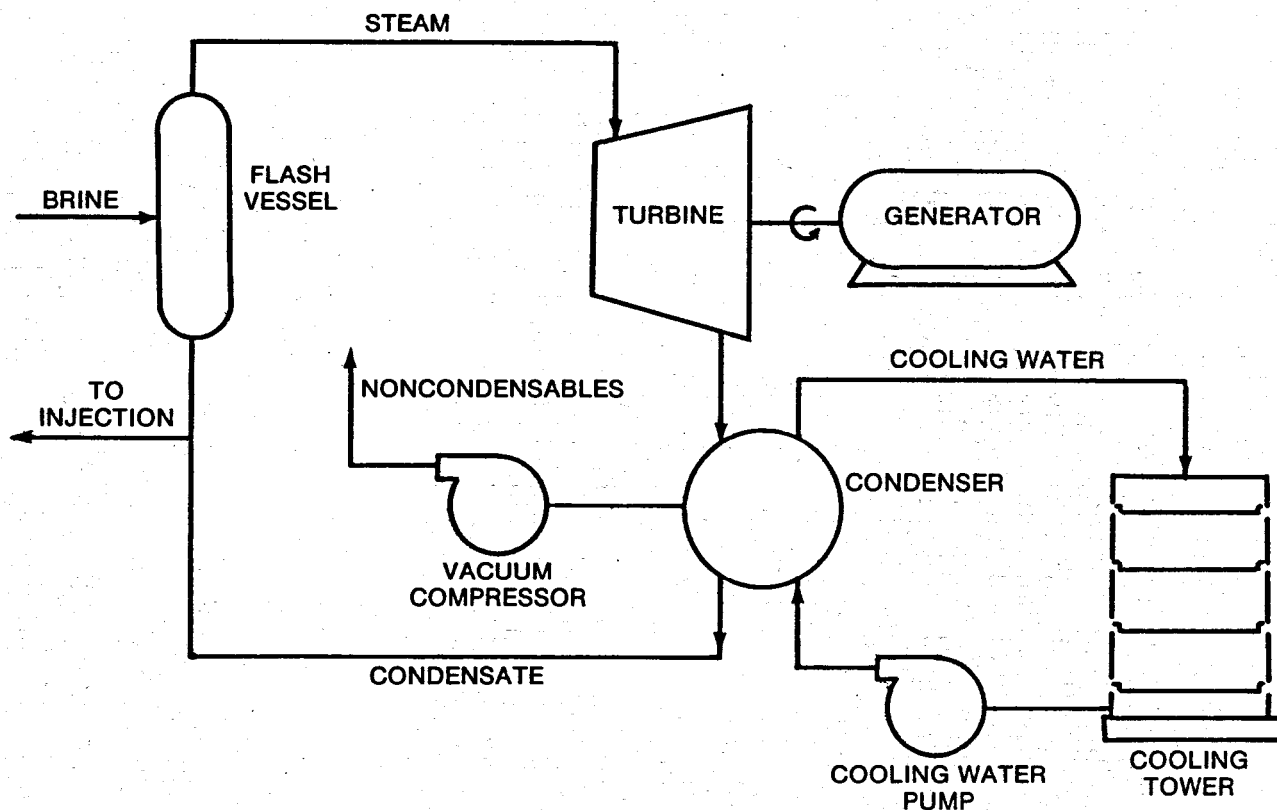 STEAM
FLASH
VESSEL
BRINE
TURBINE
GENERATOR
TO
INJECTION
NONCONDENSABLES
COOLING WATER
CONDENSER
VACUUM
COMPRESSOR
CONDENSATE
COOLING WATER
PUMP
COOLING
TOWER